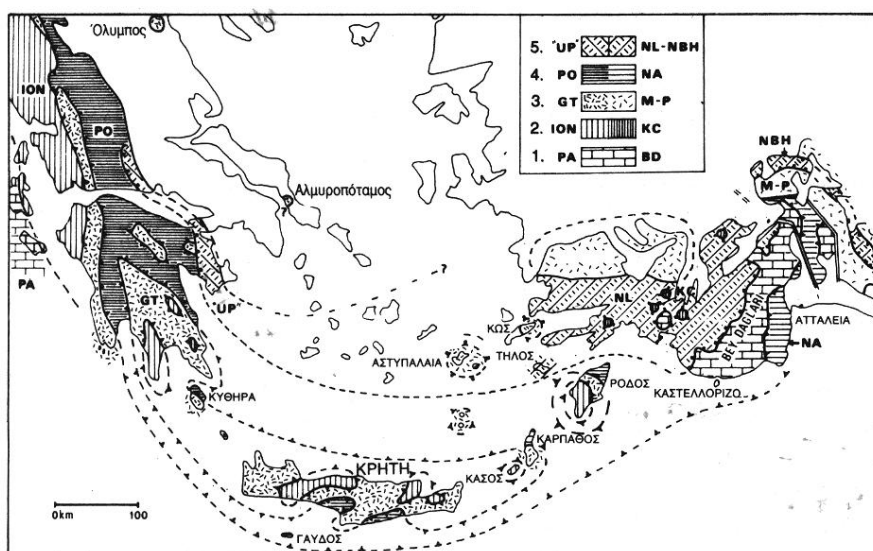 Όλυμπος
ION
PO
Αλμυροπόταμος
?
PA
GT
"UP"
?
ΚΥΘΗΡΑ
ΑΣΤΥΠΑΛΑΙΑ
ΚΩΣ
ΤΗΛΟΣ
NL
KC
ΡΟΔΟΣ
ΚΑΡΠΑΘΟΣ
ΚΑΣΟΣ
ΚΡΗΤΗ
ΓΑΥΔΟΣ
ΚΑΣΤΕΛΛΟΡΙΖΟ
BEY DAGLARI
ΑΤΤΑΛΕΙΑ
NA
NBH
M-P
5. "UP" NL-NBH
4. PO NA
3. GT M-P
2. ION KC
1. PA BD
0km 100